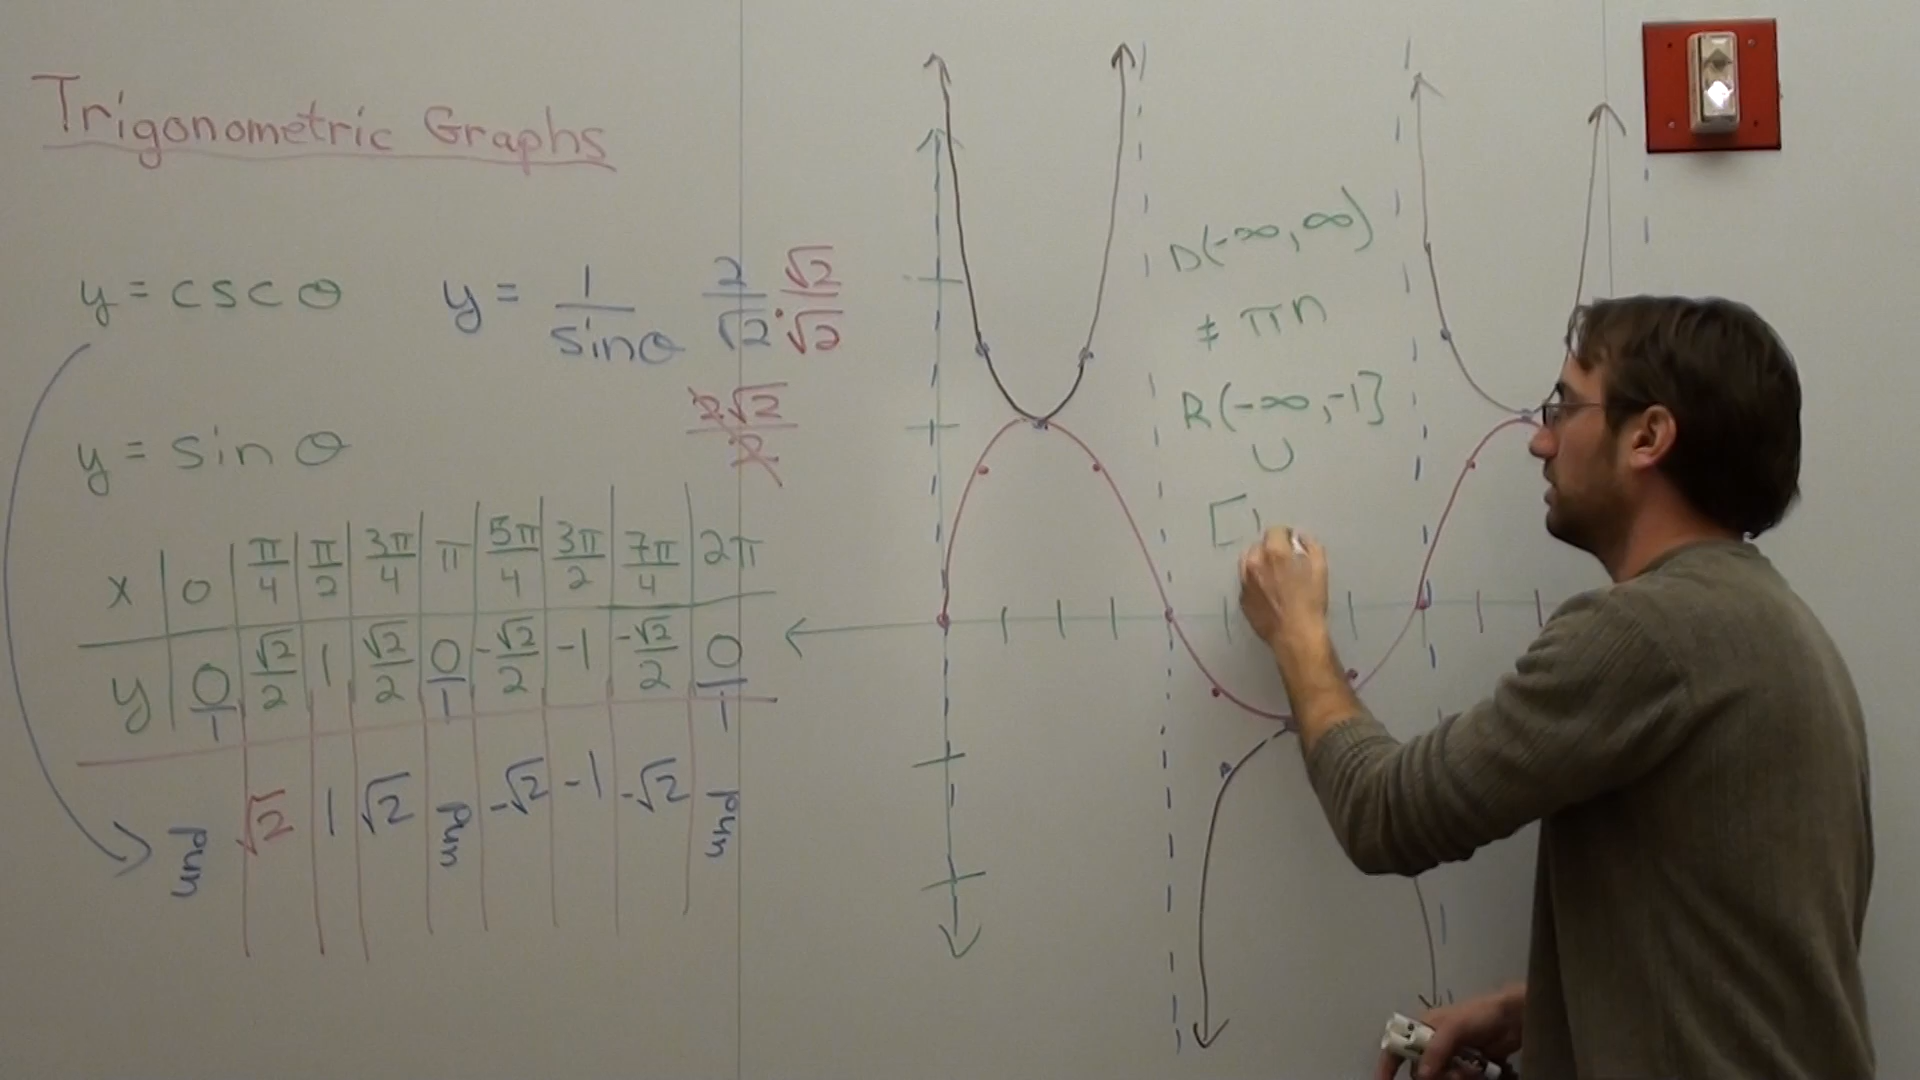 Trigonometric Graphs
y = csc θ
y = 1/sinθ
2/√2 · √2/√2
2√2/2
y = sin θ
x | 0 | π/4 | π/2 | 3π/4 | π | 5π/4 | 3π/2 | 7π/4 | 2π
y | 0/1 | √2/2 | 1 | √2/2 | 0/1 | -√2/2 | -1 | -√2/2 | 0/1
und | √2 | 1 | √2 | und | -√2 | -1 | -√2 | und
D(-∞,∞)
≠ πn
R(-∞,-1]
∪
[